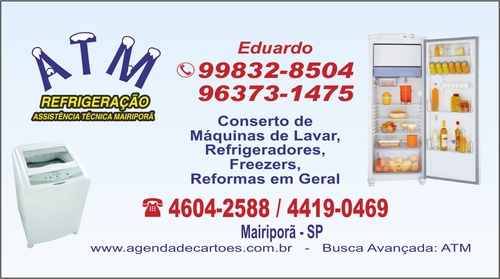 ATM
REFRIGERAÇÃO
ASSISTÊNCIA TÉCNICA MAIRIPORÃ
Eduardo
99832-8504
96373-1475
Conserto de
Máquinas de Lavar,
Refrigeradores,
Freezers,
Reformas em Geral
4604-2588 / 4419-0469
Mairiporã - SP
www.agendadecartoes.com.br - Busca Avançada: ATM